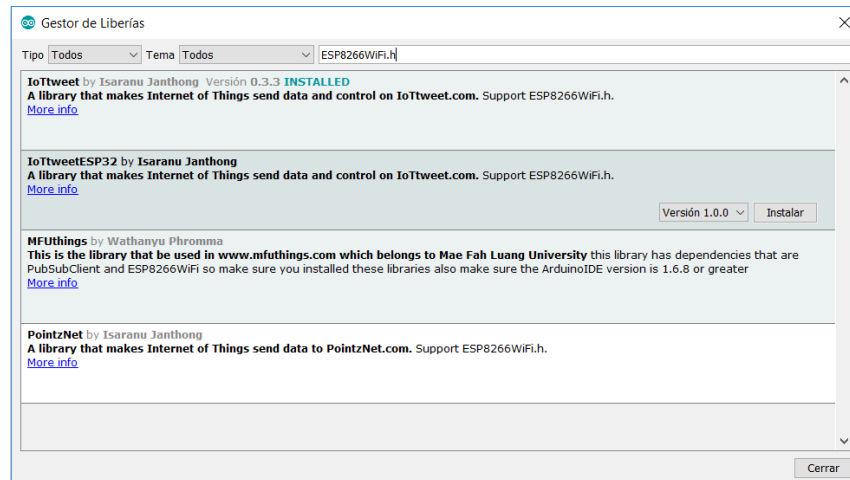 Gestor de Liberías
Tipo Todos Tema Todos ESP8266WiFi.h
IoTtweet by Isaranu Janthong Versión 0.3.3 INSTALLED
A library that makes Internet of Things send data and control on IoTtweet.com. Support ESP8266WiFi.h.
More info
IoTtweetESP32 by Isaranu Janthong
A library that makes Internet of Things send data and control on IoTtweet.com. Support ESP8266WiFi.h.
More info
Versión 1.0.0 Instalar
MFUthings by Wathanyu Phromma
This is the library that be used in www.mfuthings.com which belongs to Mae Fah Luang University this library has dependencies that are
PubSubClient and ESP8266WiFi so make sure you installed these libraries also make sure the ArduinoIDE version is 1.6.8 or greater
More info
PointzNet by Isaranu Janthong
A library that makes Internet of Things send data to PointzNet.com. Support ESP8266WiFi.h.
More info
Cerrar